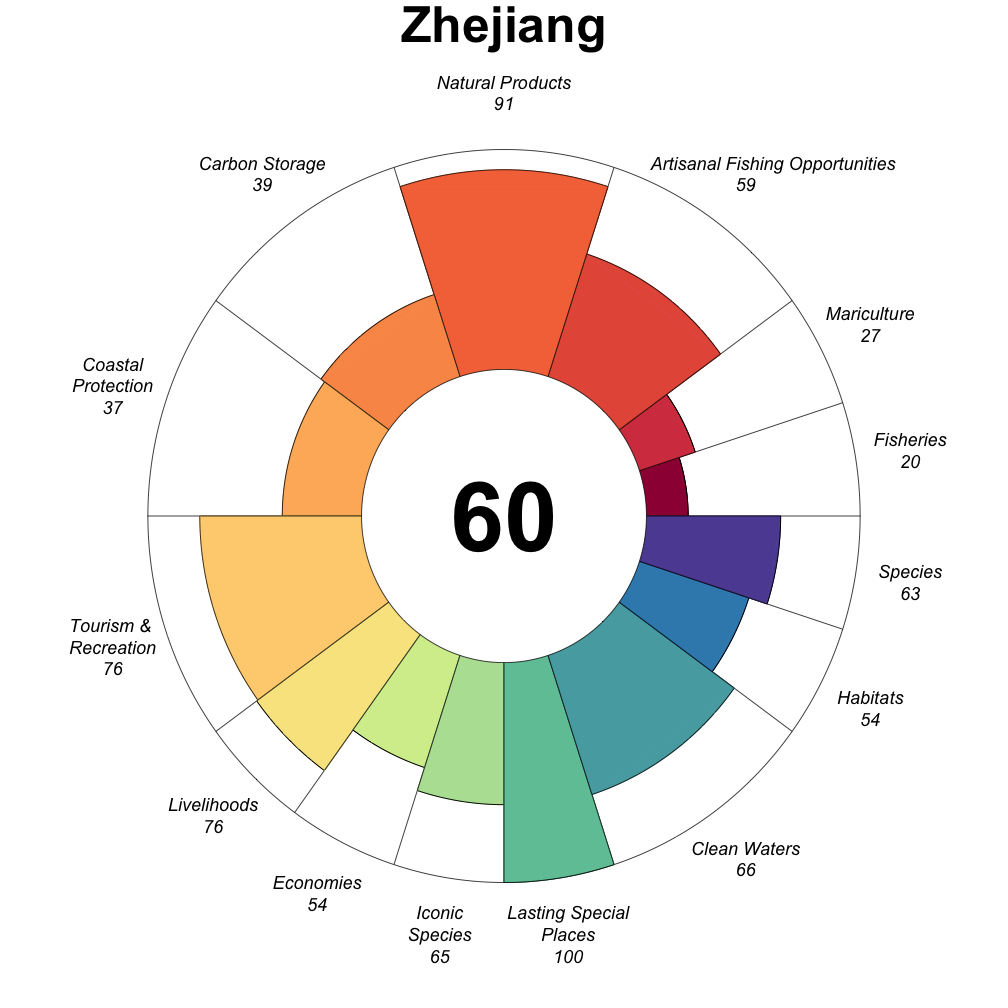 Zhejiang
Natural Products
91
Carbon Storage
39
Artisanal Fishing Opportunities
59
Mariculture
27
Coastal
Protection
37
Fisheries
20
60
Species
63
Tourism &
Recreation
76
Habitats
54
Livelihoods
76
Clean Waters
66
Economies
54
Iconic
Species
65
Lasting Special
Places
100